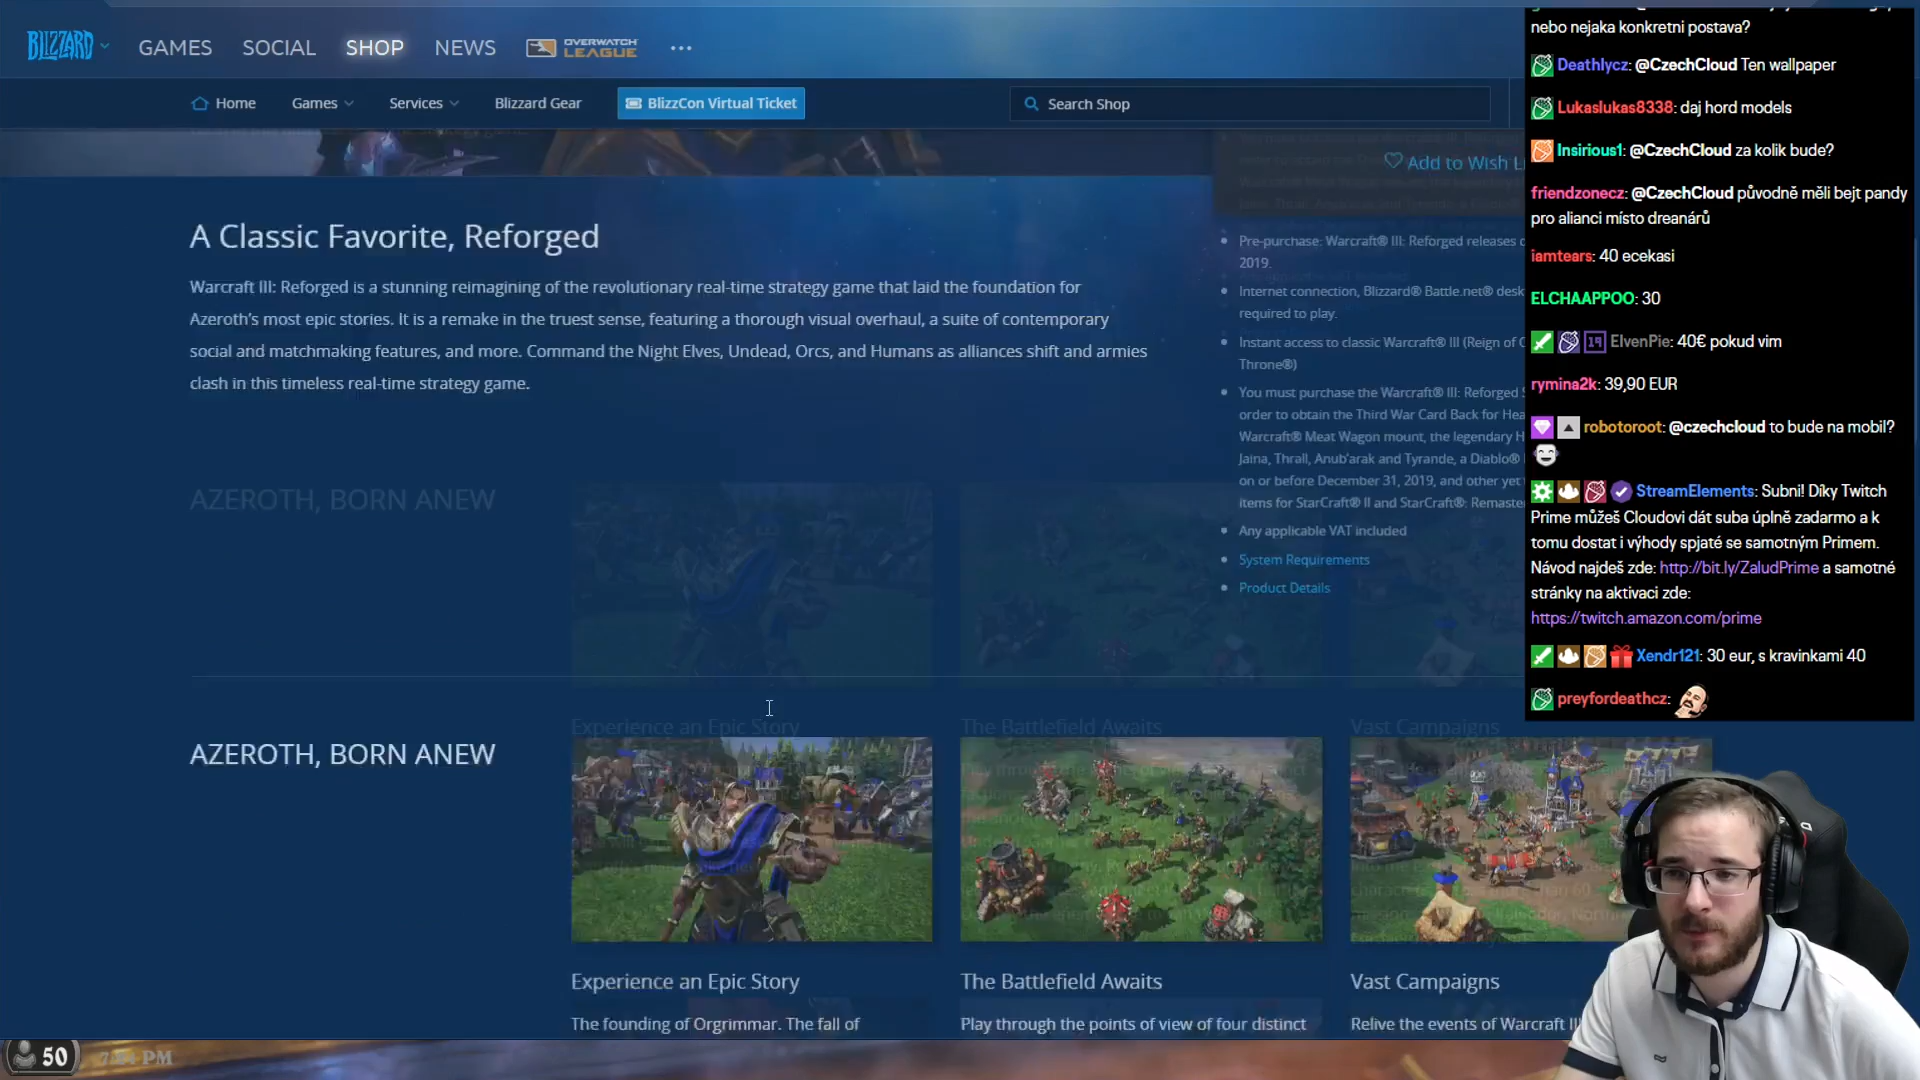 BLIZZARD
GAMES
SOCIAL
SHOP
NEWS
OVERWATCH
LEAGUE
Home
Games
Services
Blizzard Gear
BlizzCon Virtual Ticket
Search Shop
Add to Wish Li
A Classic Favorite, Reforged
Warcraft III: Reforged is a stunning reimagining of the revolutionary real-time strategy game that laid the foundation for
Azeroth's most epic stories. It is a remake in the truest sense, featuring a thorough visual overhaul, a suite of contemporary
social and matchmaking features, and more. Command the Night Elves, Undead, Orcs, and Humans as alliances shift and armies
clash in this timeless real-time strategy game.
Pre-purchase: Warcraft® III: Reforged releases
2019.
Internet connection, Blizzard® Battle.net® desk
required to play.
Instant access to classic Warcraft® III (Reign of
Throne®)
You must purchase the Warcraft® III: Reforged
order to obtain the Third War Card Back for Hea
Warcraft® Meat Wagon mount, the legendary H
Jaina, Thrall, Anub'arak and Tyrande, a Diablo®
on or before December 31, 2019, and other yet
items for StarCraft® II and StarCraft®: Remaste
Any applicable VAT included
System Requirements
Product Details
AZEROTH, BORN ANEW
Experience an Epic Story
The Battlefield Awaits
Vast Campaigns
AZEROTH, BORN ANEW
Experience an Epic Story
The Battlefield Awaits
Vast Campaigns
The founding of Orgrimmar. The fall of
Play through the points of view of four distinct
Relive the events of Warcraft III
nebo nejaka konkretni postava?
Deathlycz: @CzechCloud Ten wallpaper
Lukaslukas8338: daj hord models
Insirious1: @CzechCloud za kolik bude?
friendzonecz: @CzechCloud původně měli bejt pandy
pro alianci místo dreanárů
iamtears: 40 ecekasi
ELCHAAPPOO: 30
19 ElvenPie: 40€ pokud vim
rymina2k: 39,90 EUR
robotoroot: @czechcloud to bude na mobil?
StreamElements: Subni! Díky Twitch
Prime můžeš Cloudovi dát suba úplně zadarmo a k
tomu dostat i výhody spjaté se samotným Primem.
Návod najdeš zde: http://bit.ly/ZaludPrime a samotné
stránky na aktivaci zde:
https://twitch.amazon.com/prime
Xendr121: 30 eur, s kravinkami 40
preyfordeathcz:
50